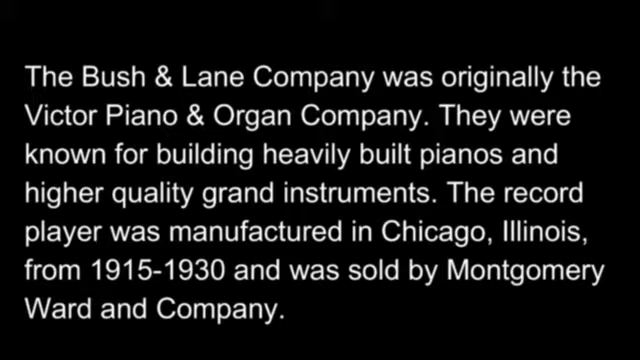 The Bush & Lane Company was originally the
Victor Piano & Organ Company. They were
known for building heavily built pianos and
higher quality grand instruments. The record
player was manufactured in Chicago, Illinois,
from 1915-1930 and was sold by Montgomery
Ward and Company.